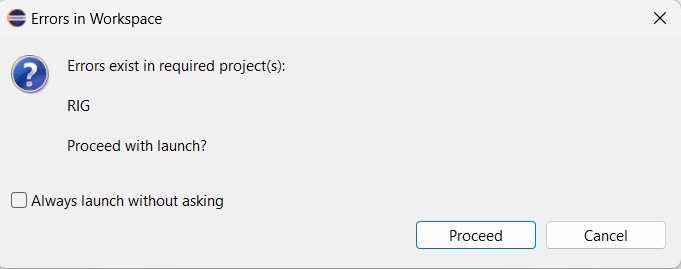 Errors in Workspace
Errors exist in required project(s):
RIG
Proceed with launch?
Always launch without asking
Proceed
Cancel